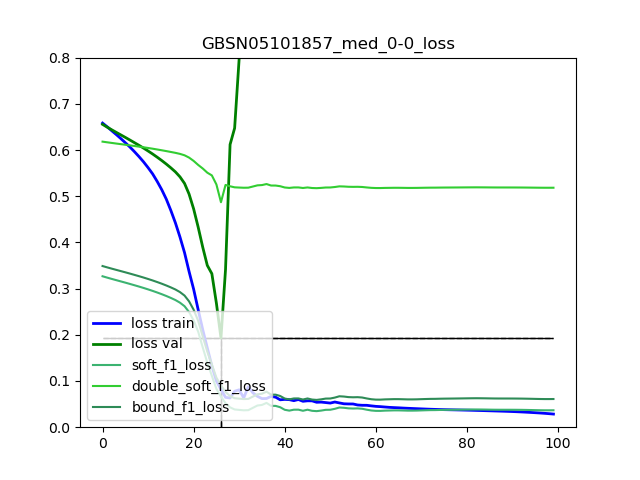 GBSN05101857_med_0-0_loss
0.8
0.7
0.6
0.5
0.4
0.3
0.2
0.1
0.0
loss train
loss val
soft_f1_loss
double_soft_f1_loss
bound_f1_loss
0 20 40 60 80 100